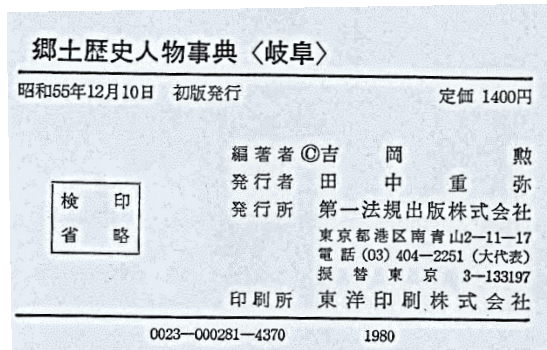 郷土歴史人物事典〈岐阜〉
昭和55年12月10日　初版発行　定価 1400円
編著者 ©吉岡勲
発行者 田中重弥
発行所 第一法規出版株式会社
東京都港区南青山2−11−17
電話(03) 404−2251 (大代表)
振替東京 3−133197
印刷所 東洋印刷株式会社
検印
省略
0023−000281−4370　1980